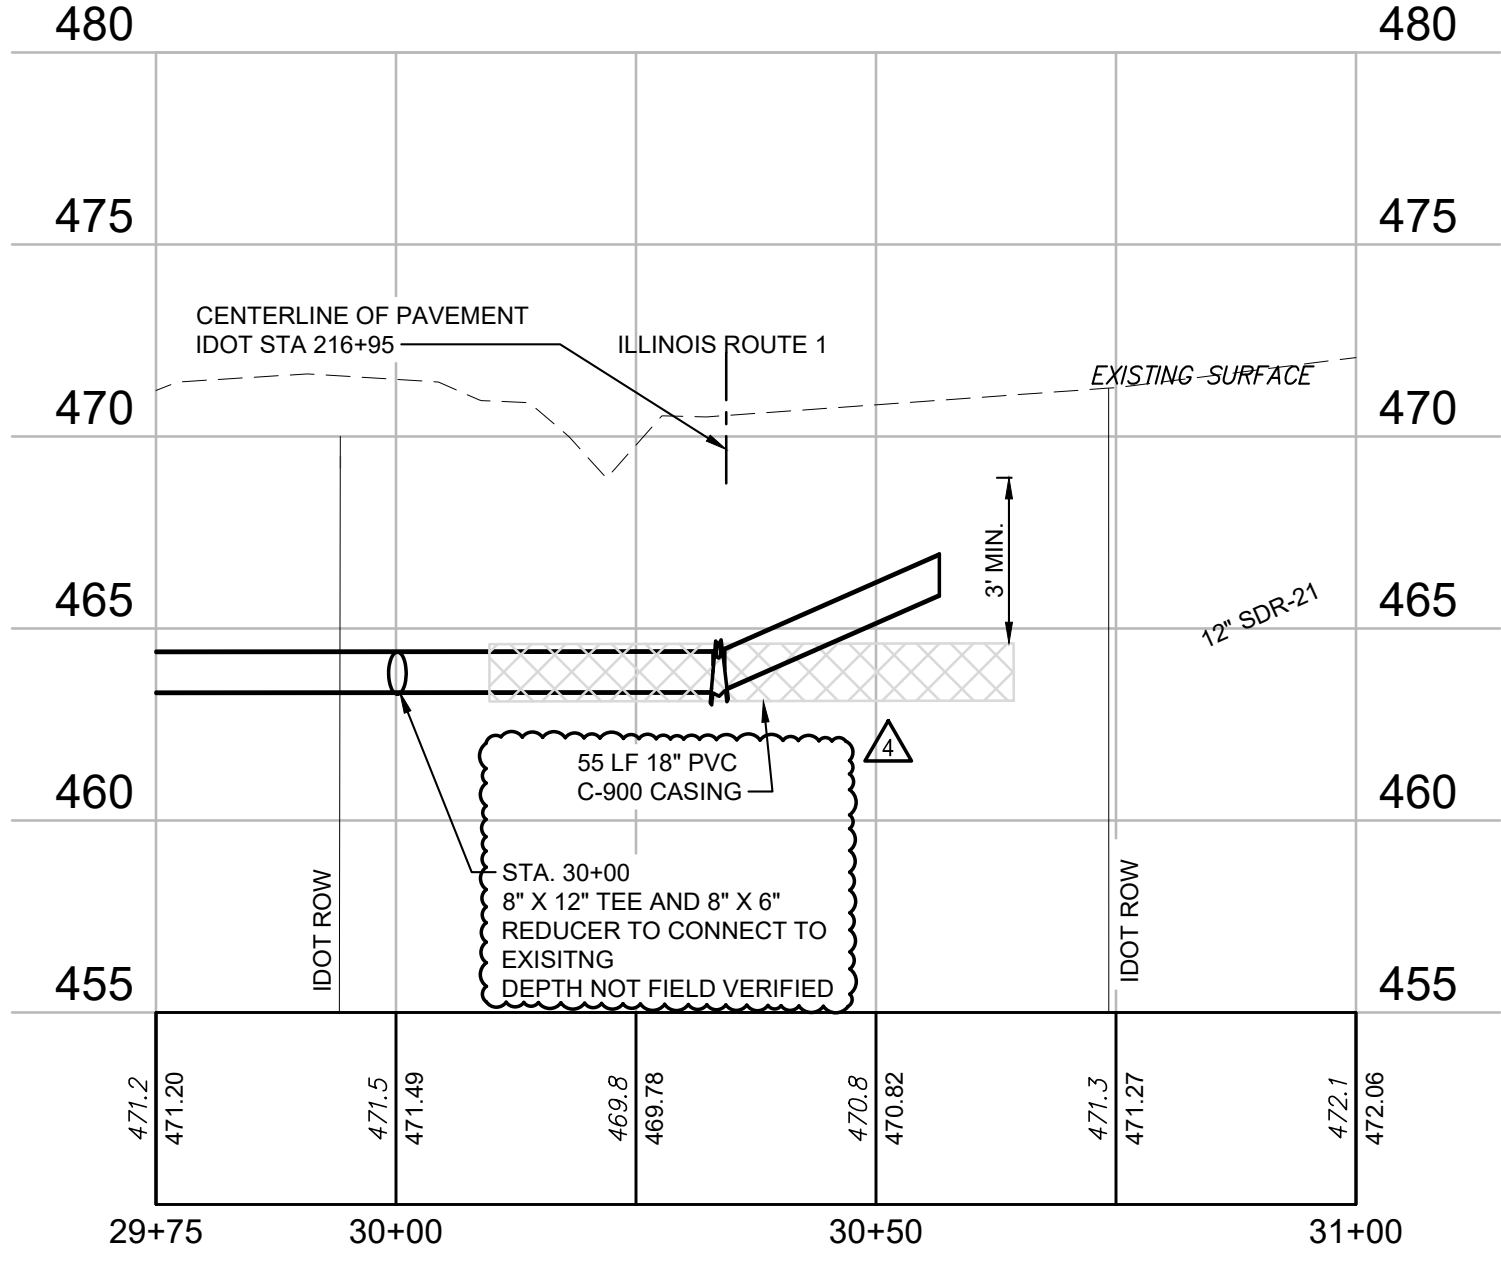 480
480
475
475
CENTERLINE OF PAVEMENT
IDOT STA 216+95
ILLINOIS ROUTE 1
EXISTING SURFACE
470
470
3' MIN.
465
465
12" SDR-21
4
55 LF 18" PVC
C-900 CASING
460
460
STA. 30+00
8" X 12" TEE AND 8" X 6"
REDUCER TO CONNECT TO
EXISITNG
DEPTH NOT FIELD VERIFIED
IDOT ROW
IDOT ROW
455
455
471.2
471.20
471.5
471.49
469.8
469.78
470.8
470.82
471.3
471.27
472.1
472.06
29+75
30+00
30+50
31+00